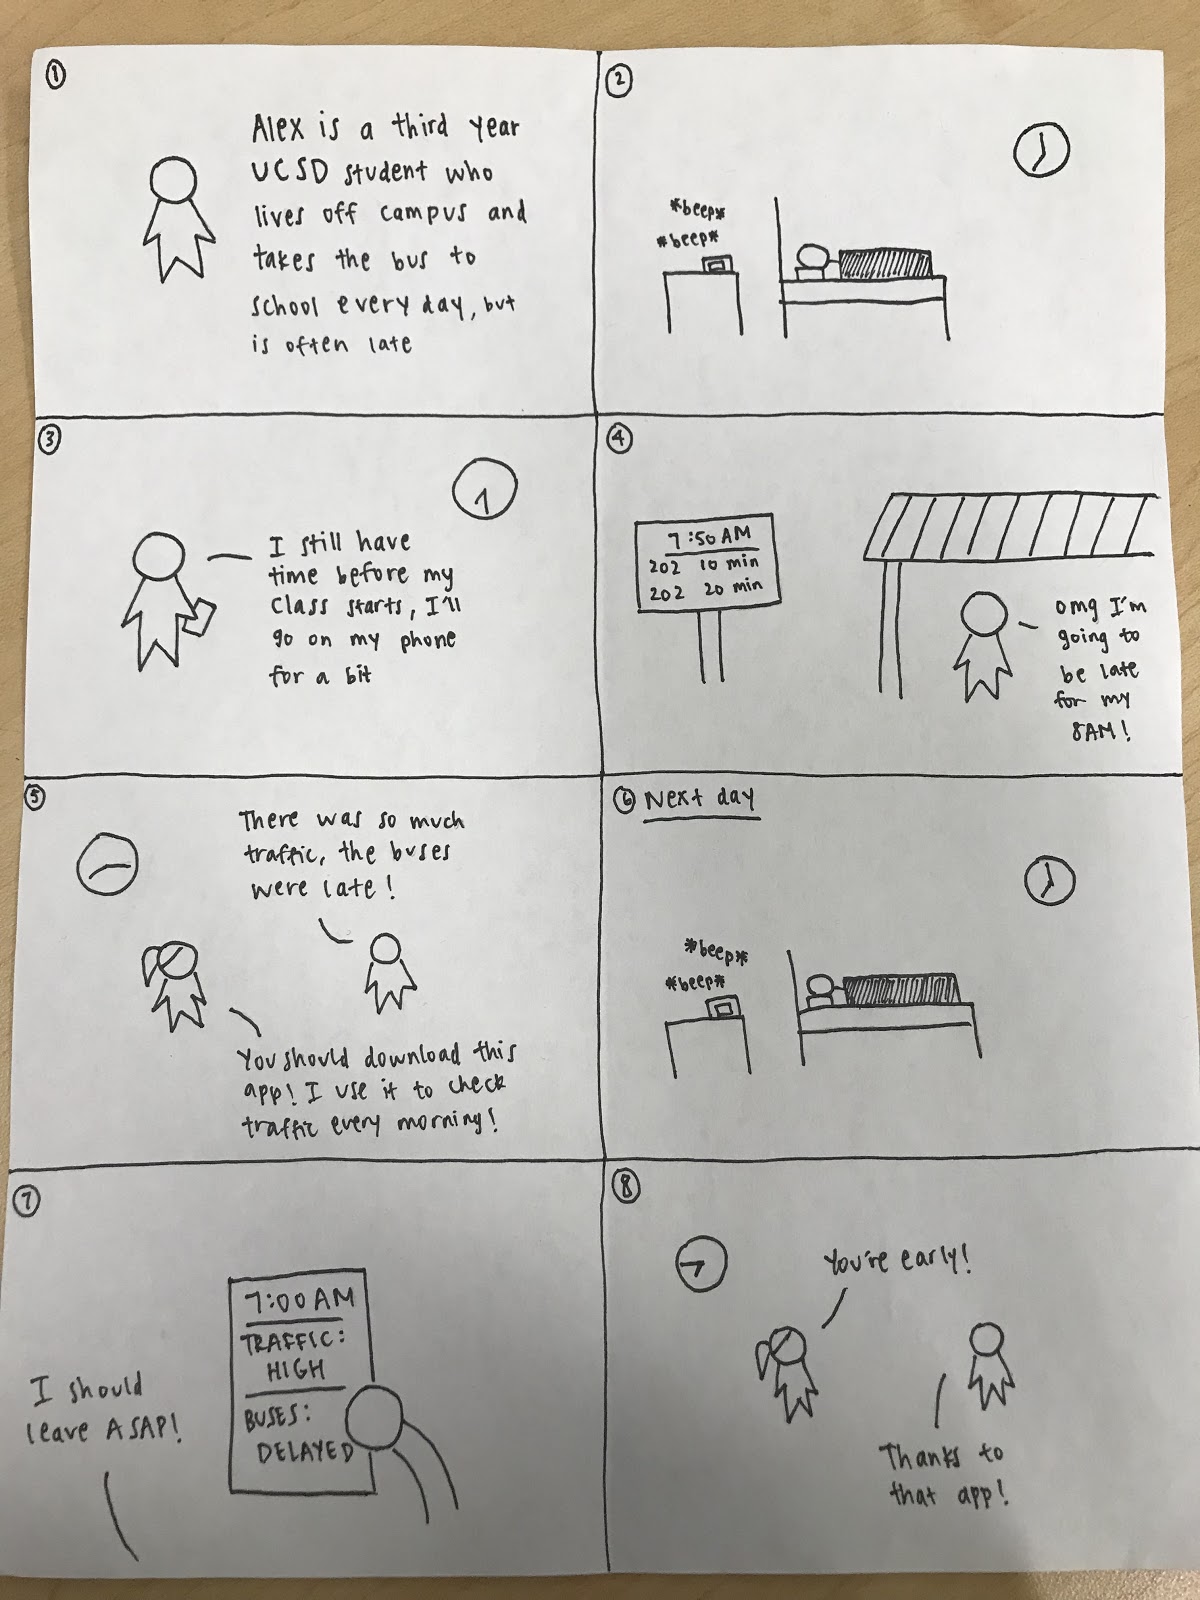 1
Alex is a third year
UCSD student who
lives off campus and
takes the bus to
school every day, but
is often late
2
*beep*
*beep*
3
I still have
time before my
class starts, I'll
go on my phone
for a bit
4
7:50AM
202 10 min
202 20 min
omg I'm
going to
be late
for my
8AM!
5
There was so much
traffic, the buses
were late!
You should download this
app! I use it to check
traffic every morning!
6 Next day
*beep*
*beep*
7
7:00AM
TRAFFIC:
HIGH
BUSES:
DELAYED
I should
leave ASAP!
8
You're early!
Thanks to
that app!